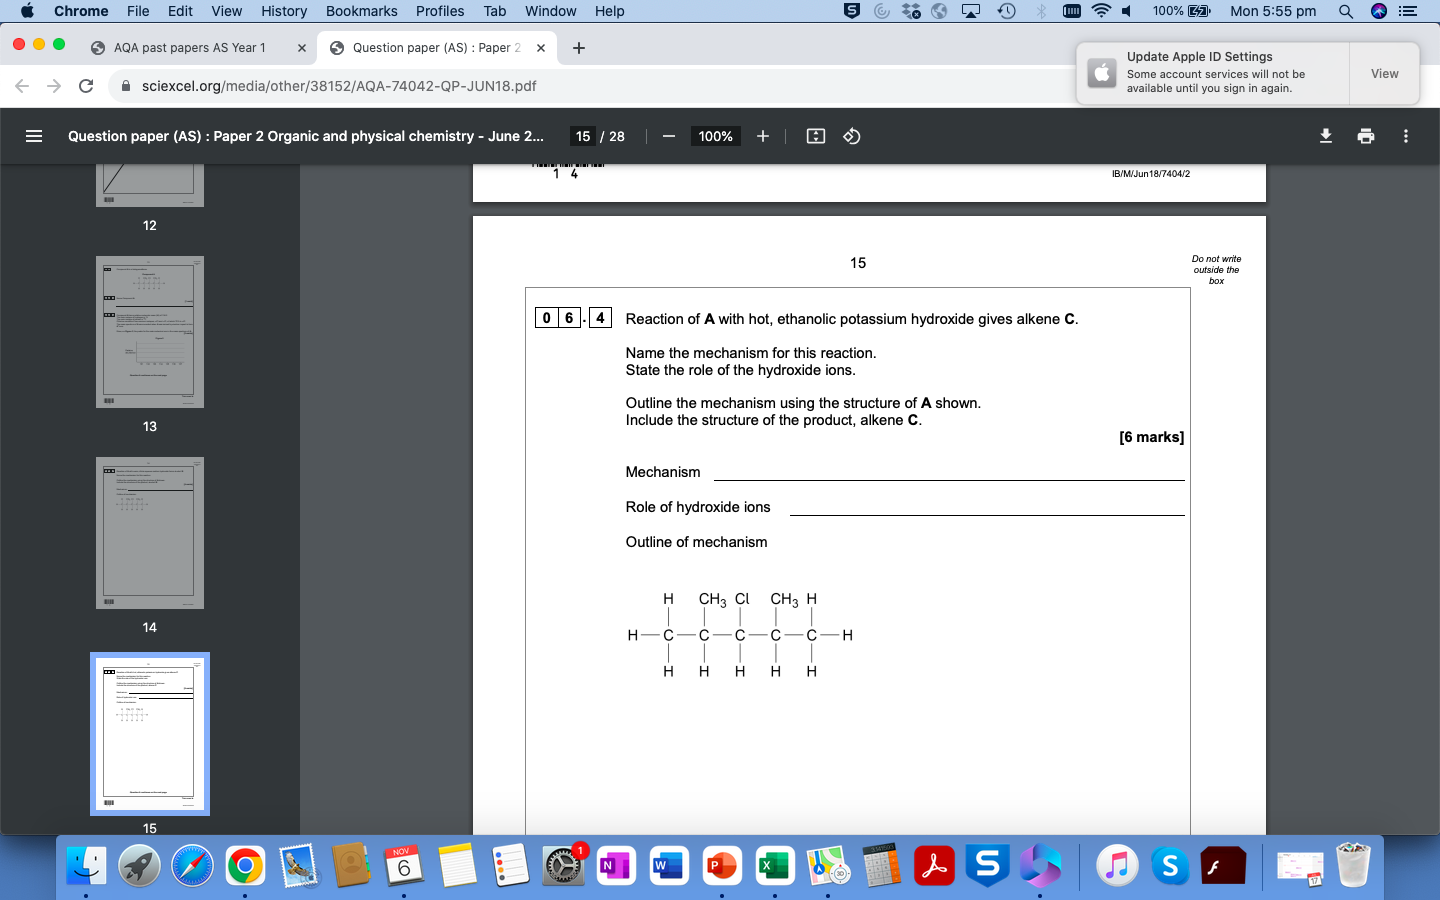 Chrome File Edit View History Bookmarks Profiles Tab Window Help 100% Mon 5:55 pm
AQA past papers AS Year 1
Question paper (AS) : Paper 2
Update Apple ID Settings
Some account services will not be
available until you sign in again.
View
sciexcel.org/media/other/38152/AQA-74042-QP-JUN18.pdf
Question paper (AS) : Paper 2 Organic and physical chemistry - June 2... 15 / 28 100%
12
13
14
15
1 4
IB/M/Jun18/7404/2
15
Do not write
outside the
box
0 6 . 4 Reaction of A with hot, ethanolic potassium hydroxide gives alkene C.
Name the mechanism for this reaction.
State the role of the hydroxide ions.
Outline the mechanism using the structure of A shown.
Include the structure of the product, alkene C.
[6 marks]
Mechanism
Role of hydroxide ions
Outline of mechanism
H CH3 Cl CH3 H
H C C C C C H
H H H H H
NOV
6
1
N
W
P
X
3D
S
S
f
17